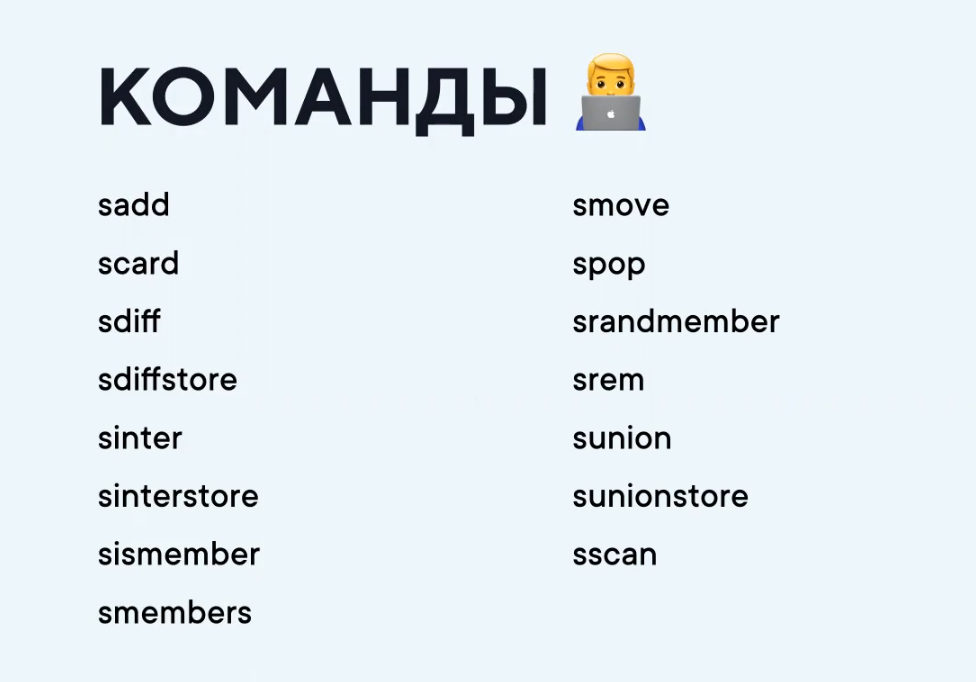 КОМАНДЫ
sadd
scard
sdiff
sdiffstore
sinter
sinterstore
sismember
smembers
smove
spop
srandmember
srem
sunion
sunionstore
sscan